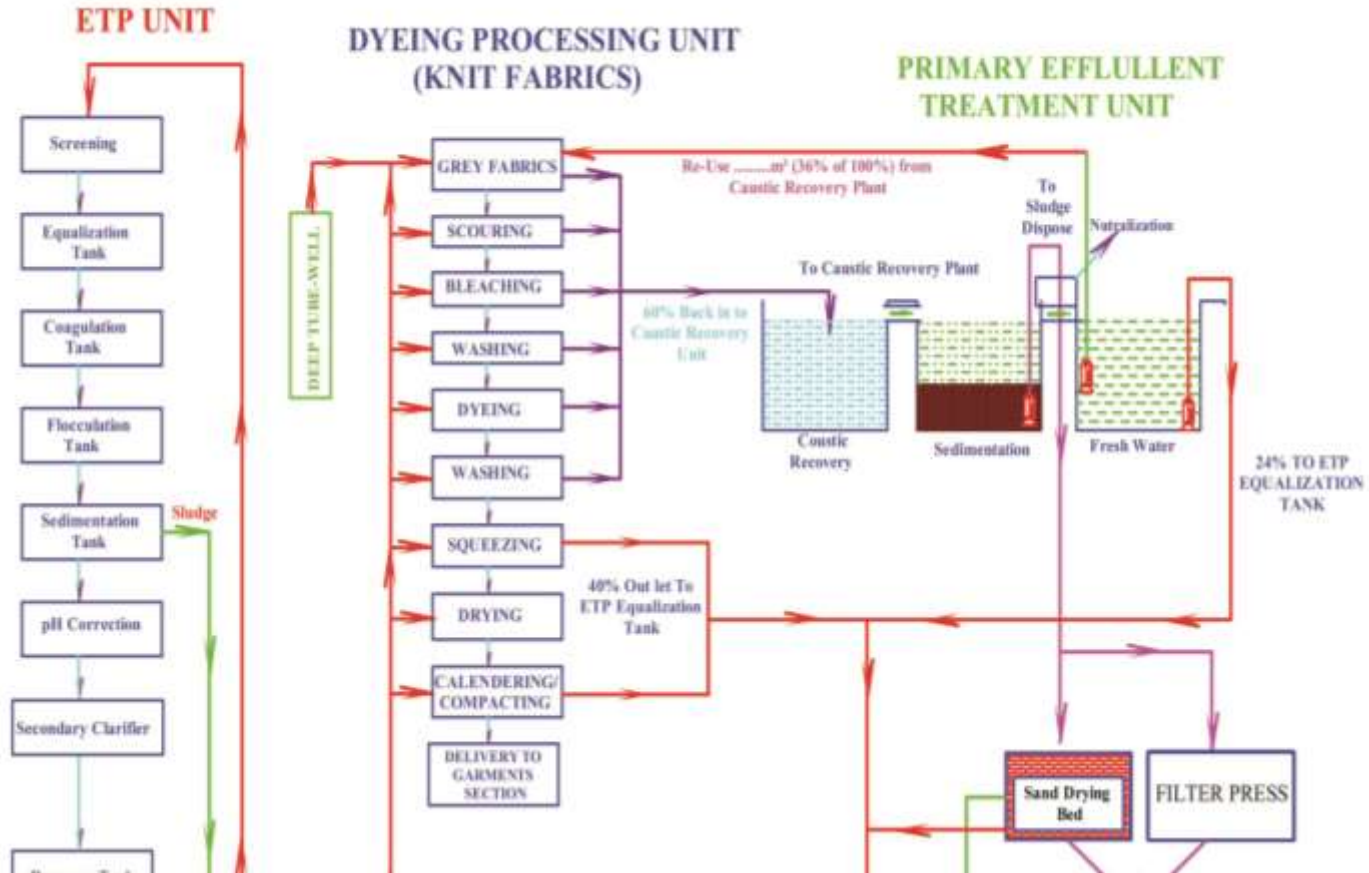 ETP UNIT
DYEING PROCESSING UNIT
(KNIT FABRICS)
PRIMARY EFFLULLENT
TREATMENT UNIT
Screening
Equalization
Tank
Coagulation
Tank
Flocculation
Tank
Sedimentation
Tank
Sludge
pH Correction
Secondary Clarifier
DEEP TUBE-WELL
GREY FABRICS
SCOURING
BLEACHING
WASHING
DYEING
WASHING
SQUEEZING
DRYING
CALENDERING/
COMPACTING
DELIVERY TO
GARMENTS
SECTION
Re-Use .........m³ (36% of 100%) from
Caustic Recovery Plant
To
Sludge
Dispose
Nutralization
To Caustic Recovery Plant
60% Back in to
Caustic Recovery
Unit
Coustic
Recovery
Sedimentation
Fresh Water
24% TO ETP
EQUALIZATION
TANK
40% Out let To
ETP Equalization
Tank
Sand Drying
Bed
FILTER PRESS